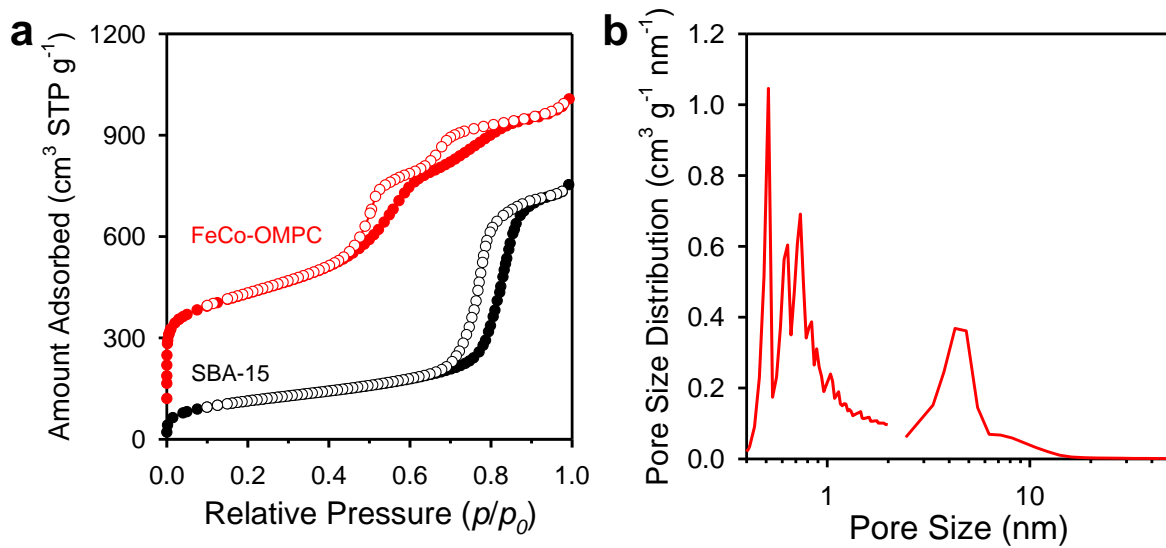 a
Amount Adsorbed (cm³ STP g⁻¹)
1200
900
600
300
0
FeCo-OMPC
SBA-15
0.0 0.2 0.4 0.6 0.8 1.0
Relative Pressure (p/p₀)
b
Pore Size Distribution (cm³ g⁻¹ nm⁻¹)
1.2
1.0
0.8
0.6
0.4
0.2
0.0
1 10
Pore Size (nm)